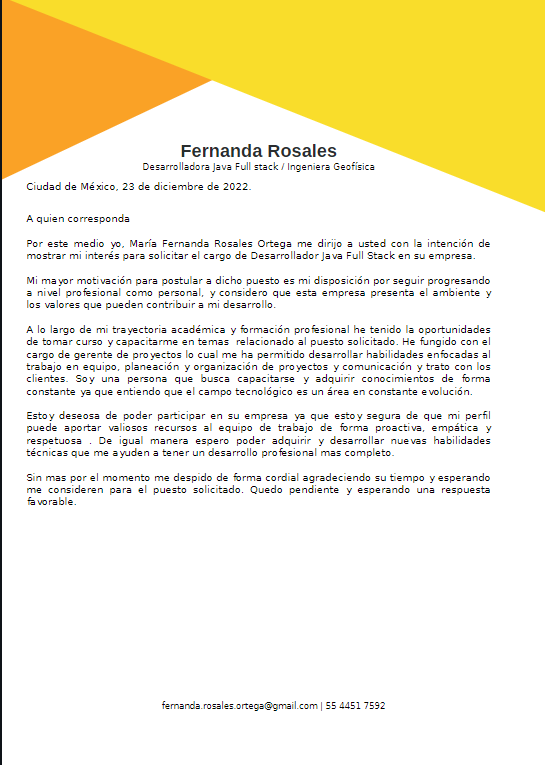 Fernanda Rosales
Desarrolladora Java Full stack / Ingeniera Geofísica
Ciudad de México, 23 de diciembre de 2022.
A quien corresponda
Por este medio yo, María Fernanda Rosales Ortega me dirijo a usted con la intención de
mostrar mi interés para solicitar el cargo de Desarrollador Java Full Stack en su empresa.
Mi mayor motivación para postular a dicho puesto es mi disposición por seguir progresando
a nivel profesional como personal, y considero que esta empresa presenta el ambiente y
los valores que pueden contribuir a mi desarrollo.
A lo largo de mi trayectoria académica y formación profesional he tenido la oportunidades
de tomar curso y capacitarme en temas relacionado al puesto solicitado. He fungido con el
cargo de gerente de proyectos lo cual me ha permitido desarrollar habilidades enfocadas al
trabajo en equipo, planeación y organización de proyectos y comunicación y trato con los
clientes. Soy una persona que busca capacitarse y adquirir conocimientos de forma
constante ya que entiendo que el campo tecnológico es un área en constante evolución.
Estoy deseosa de poder participar en su empresa ya que estoy segura de que mi perfil
puede aportar valiosos recursos al equipo de trabajo de forma proactiva, empática y
respetuosa . De igual manera espero poder adquirir y desarrollar nuevas habilidades
técnicas que me ayuden a tener un desarrollo profesional mas completo.
Sin mas por el momento me despido de forma cordial agradeciendo su tiempo y esperando
me consideren para el puesto solicitado. Quedo pendiente y esperando una respuesta
favorable.
fernanda.rosales.ortega@gmail.com | 55 4451 7592